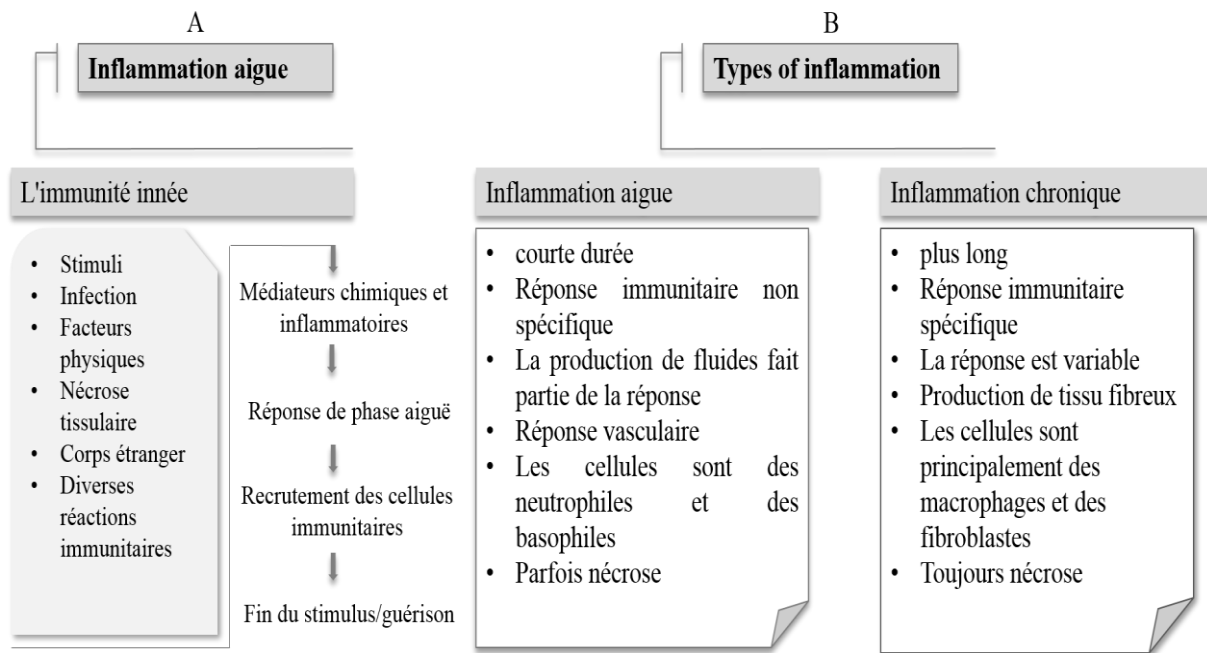 A
Inflammation aigue
L'immunité innée
• Stimuli
• Infection
• Facteurs
physiques
• Nécrose
tissulaire
• Corps étranger
• Diverses
réactions
immunitaires
Médiateurs chimiques et
inflammatoires
Réponse de phase aiguë
Recrutement des cellules
immunitaires
Fin du stimulus/guérison
B
Types of inflammation
Inflammation aigue
• courte durée
• Réponse immunitaire non
spécifique
• La production de fluides fait
partie de la réponse
• Réponse vasculaire
• Les cellules sont des
neutrophiles et des
basophiles
• Parfois nécrose
Inflammation chronique
• plus long
• Réponse immunitaire
spécifique
• La réponse est variable
• Production de tissu fibreux
• Les cellules sont
principalement des
macrophages et des
fibroblastes
• Toujours nécrose